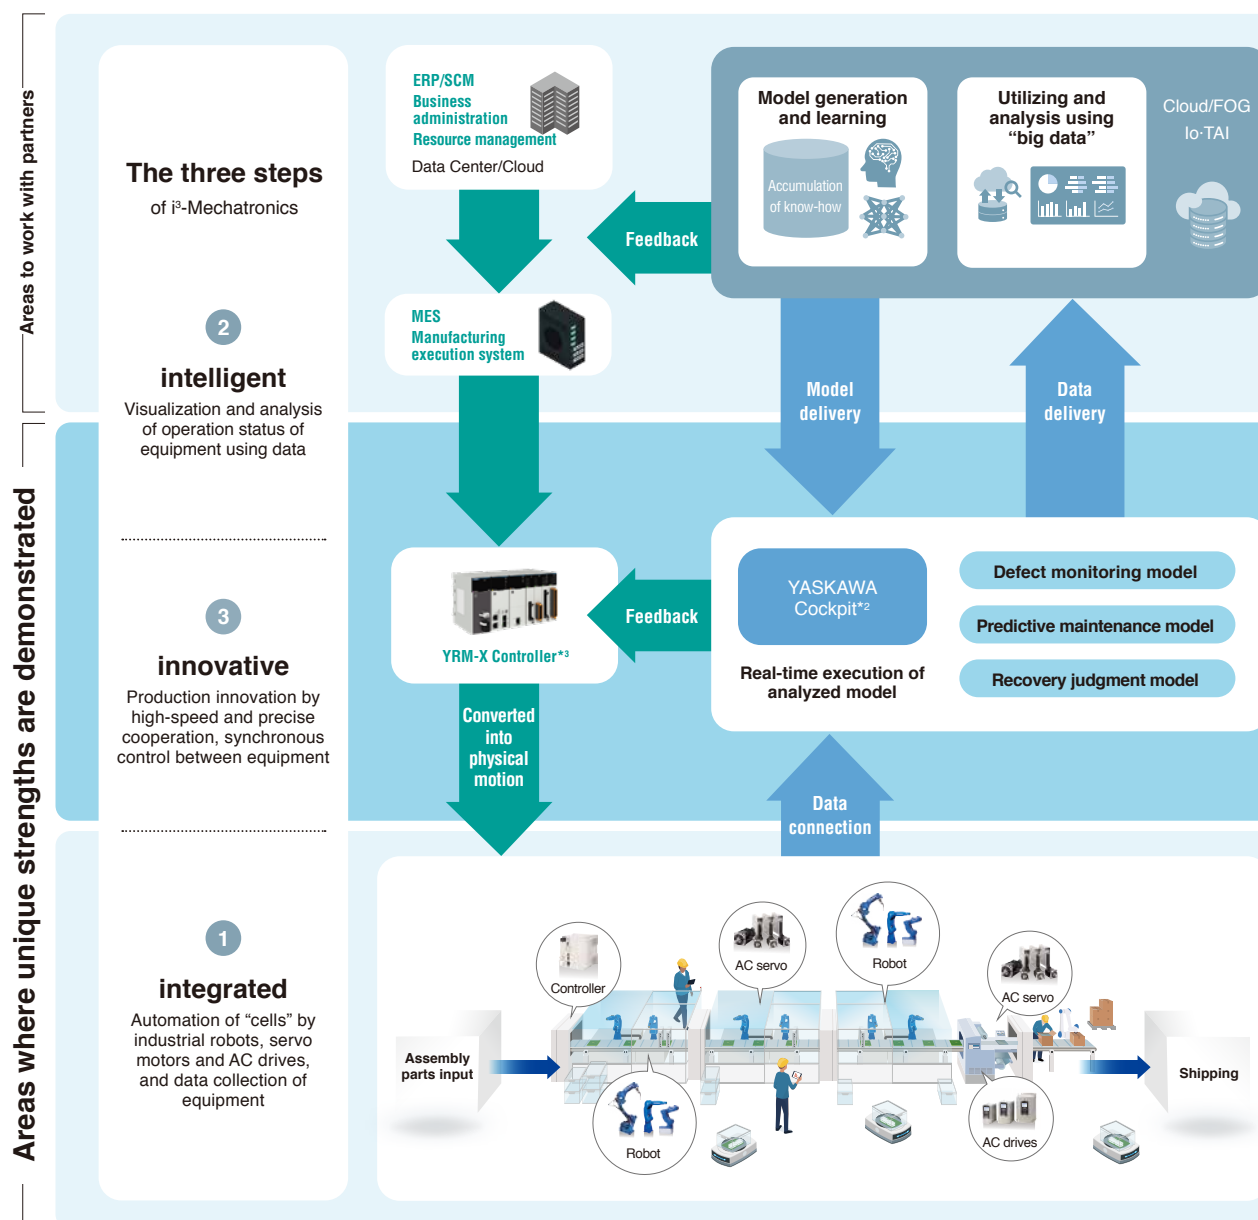 Areas to work with partners
Areas where unique strengths are demonstrated
The three steps
of i³-Mechatronics
2
intelligent
Visualization and analysis
of operation status of
equipment using data
3
innovative
Production innovation by
high-speed and precise
cooperation, synchronous
control between equipment
1
integrated
Automation of “cells” by
industrial robots, servo
motors and AC drives,
and data collection of
equipment
ERP/SCM
Business
administration
Resource management
Data Center/Cloud
Feedback
Model generation
and learning
Accumulation
of know-how
Utilizing and
analysis using
“big data”
Cloud/FOG
Io·TAI
MES
Manufacturing
execution system
Model
delivery
Data
delivery
YRM-X Controller*³
Feedback
YASKAWA
Cockpit*²
Real-time execution of
analyzed model
Defect monitoring model
Predictive maintenance model
Recovery judgment model
Converted
into
physical
motion
Data
connection
Controller
AC servo
Robot
AC servo
Assembly
parts input
Robot
AC drives
Shipping